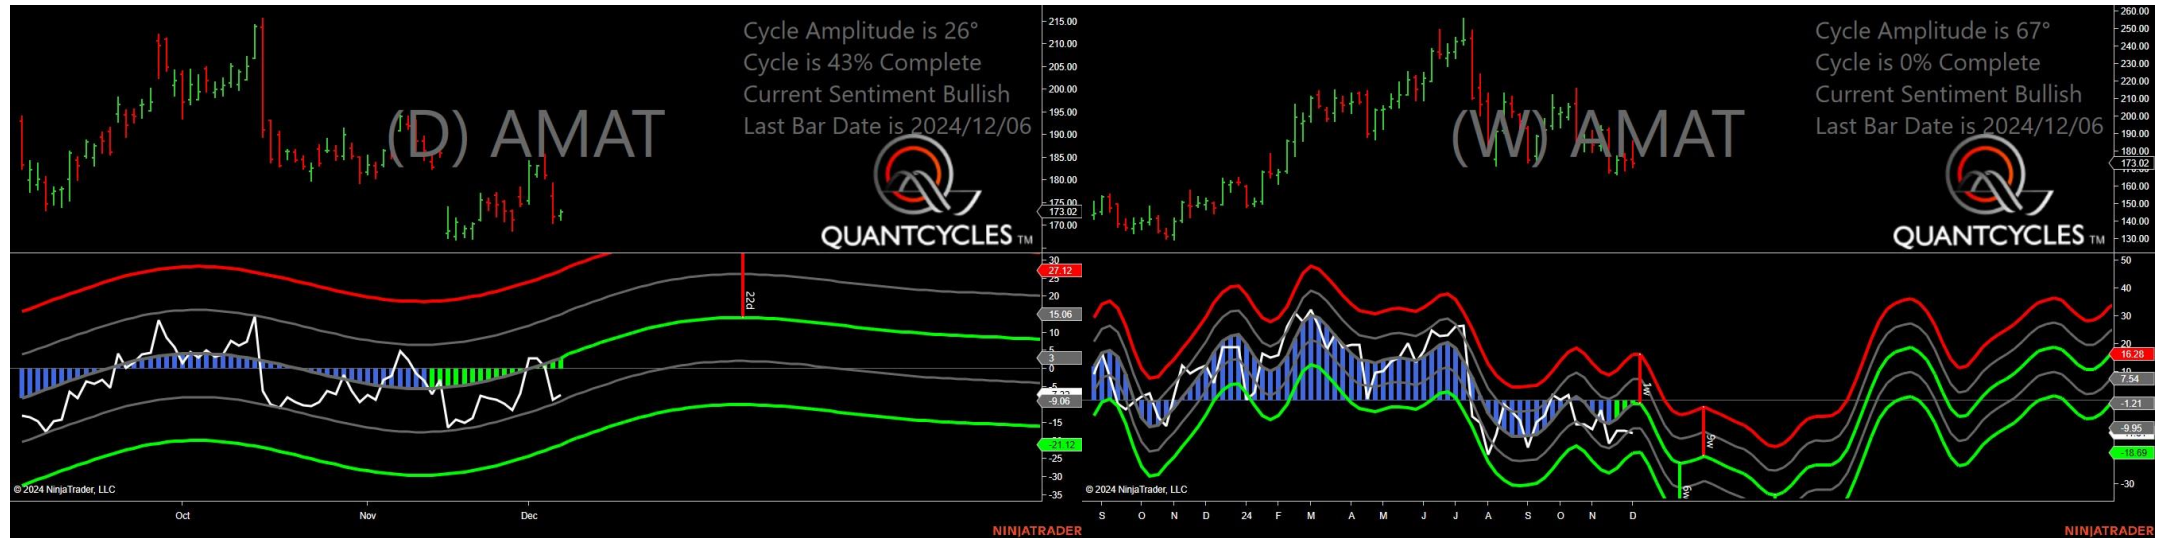 Cycle Amplitude is 26°
Cycle is 43% Complete
Current Sentiment Bullish
Last Bar Date is 2024/12/06
(D) AMAT
QUANTCYCLES TM
215.00
210.00
205.00
200.00
195.00
190.00
185.00
180.00
175.00
173.02
170.00
30
27.12
25
20
15.06
10
5
3
0
-5
-9.06
-15
-21.12
-25
-30
-35
22d
© 2024 NinjaTrader, LLC
Oct Nov Dec
NINJATRADER
Cycle Amplitude is 67°
Cycle is 0% Complete
Current Sentiment Bullish
Last Bar Date is 2024/12/06
(W) AMAT
QUANTCYCLES TM
260.00
250.00
240.00
230.00
220.00
210.00
200.00
190.00
180.00
173.02
160.00
150.00
140.00
130.00
50
40
30
20
16.28
10
7.54
-1.21
-9.95
-18.69
-30
1w
9w
6w
© 2024 NinjaTrader, LLC
S O N D 24 F M A M J J A S O N D
NINJATRADER